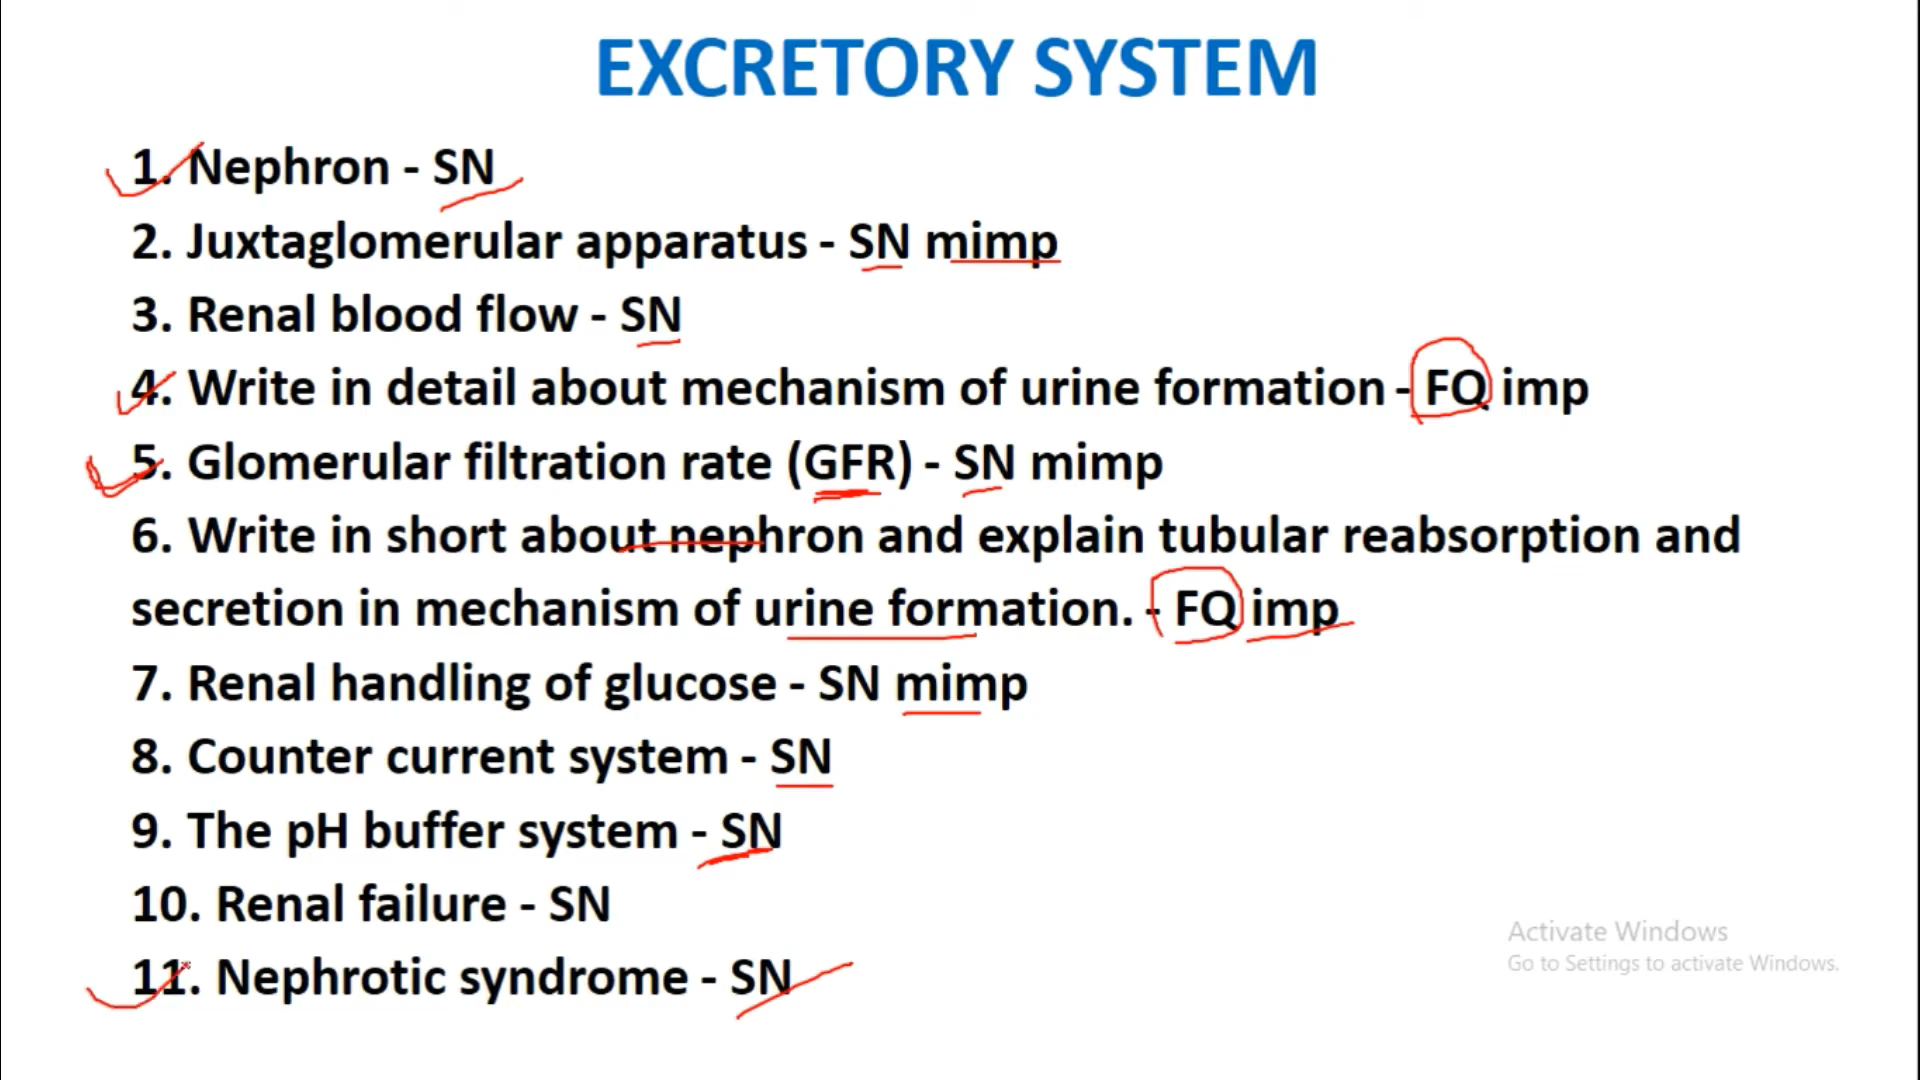 EXCRETORY SYSTEM
1. Nephron - SN
2. Juxtaglomerular apparatus - SN mimp
3. Renal blood flow - SN
4. Write in detail about mechanism of urine formation - FQ imp
5. Glomerular filtration rate (GFR) - SN mimp
6. Write in short about nephron and explain tubular reabsorption and
secretion in mechanism of urine formation. - FQ imp
7. Renal handling of glucose - SN mimp
8. Counter current system - SN
9. The pH buffer system - SN
10. Renal failure - SN
11. Nephrotic syndrome - SN
Activate Windows
Go to Settings to activate Windows.